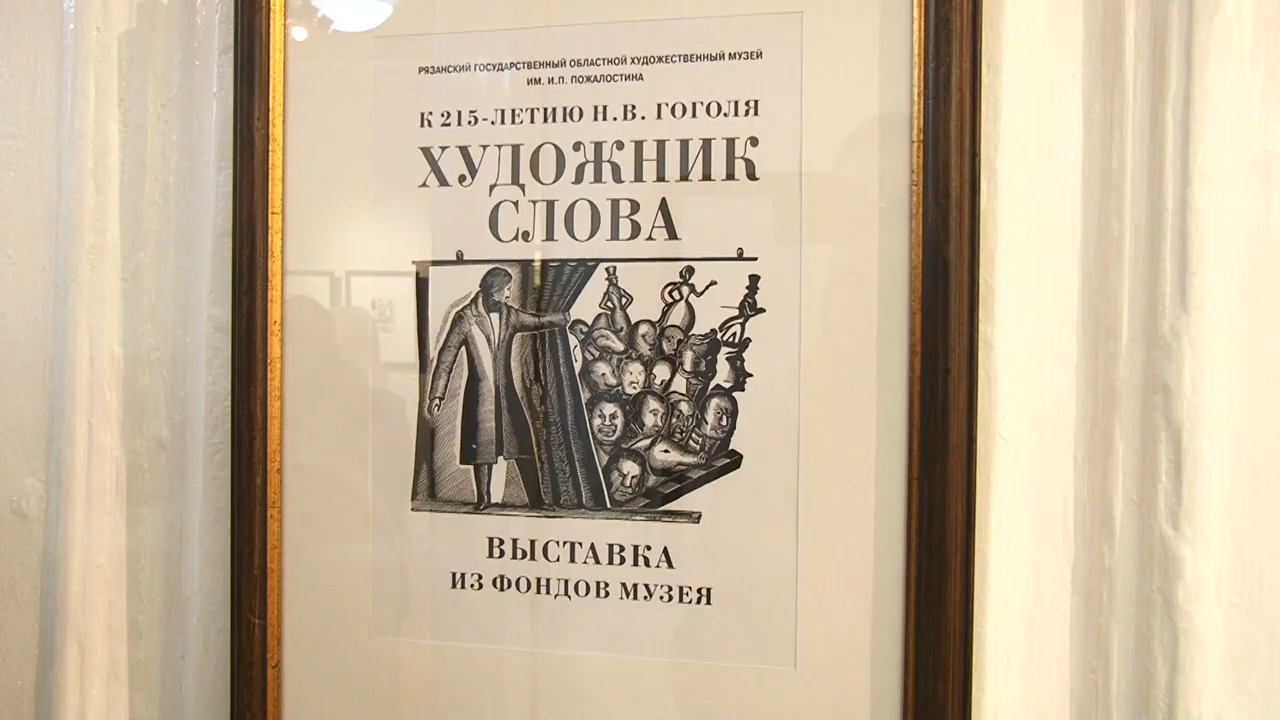 РЯЗАНСКИЙ ГОСУДАРСТВЕННЫЙ ОБЛАСТНОЙ ХУДОЖЕСТВЕННЫЙ МУЗЕЙ
ИМ. И.П. ПОЖАЛОСТИНА
К 215-ЛЕТИЮ Н.В. ГОГОЛЯ
ХУДОЖНИК
СЛОВА
ВЫСТАВКА
ИЗ ФОНДОВ МУЗЕЯ